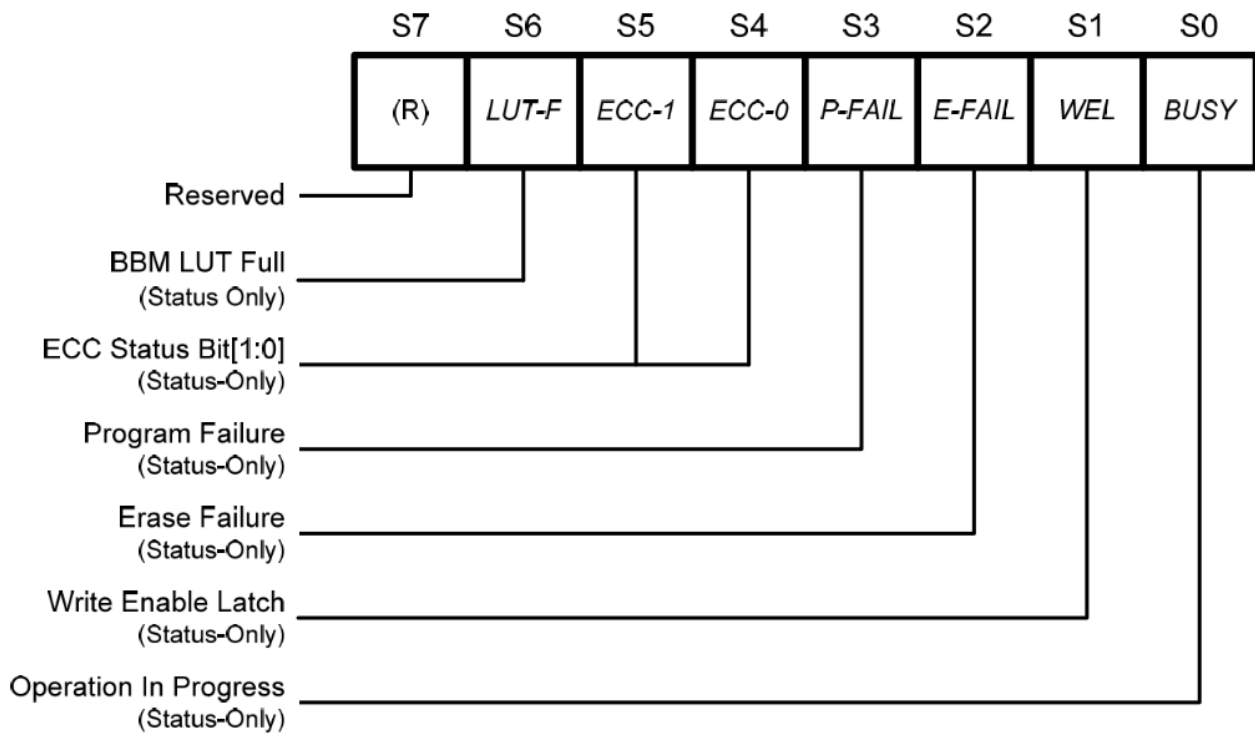 S7 S6 S5 S4 S3 S2 S1 S0
(R) LUT-F ECC-1 ECC-0 P-FAIL E-FAIL WEL BUSY
Reserved
BBM LUT Full
(Status Only)
ECC Status Bit[1:0]
(Status-Only)
Program Failure
(Status-Only)
Erase Failure
(Status-Only)
Write Enable Latch
(Status-Only)
Operation In Progress
(Status-Only)